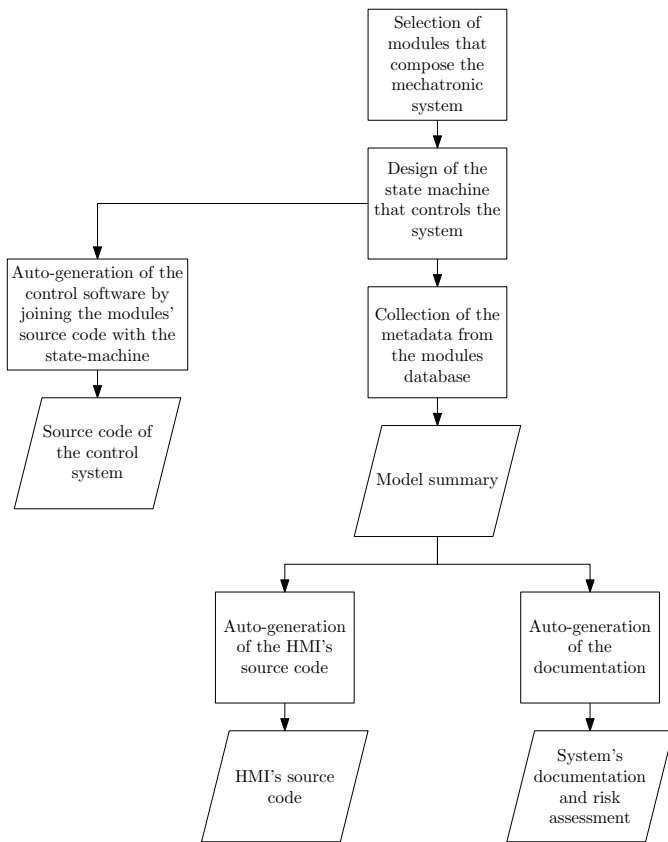 Selection of
modules that
compose the
mechatronic
system
Design of the
state machine
that controls the
system
Auto-generation of the
control software by
joining the modules'
source code with the
state-machine
Collection of the
metadata from
the modules
database
Source code of
the control
system
Model summary
Auto-generation
of the HMI's
source code
Auto-generation
of the
documentation
HMI's source
code
System's
documentation
and risk
assessment